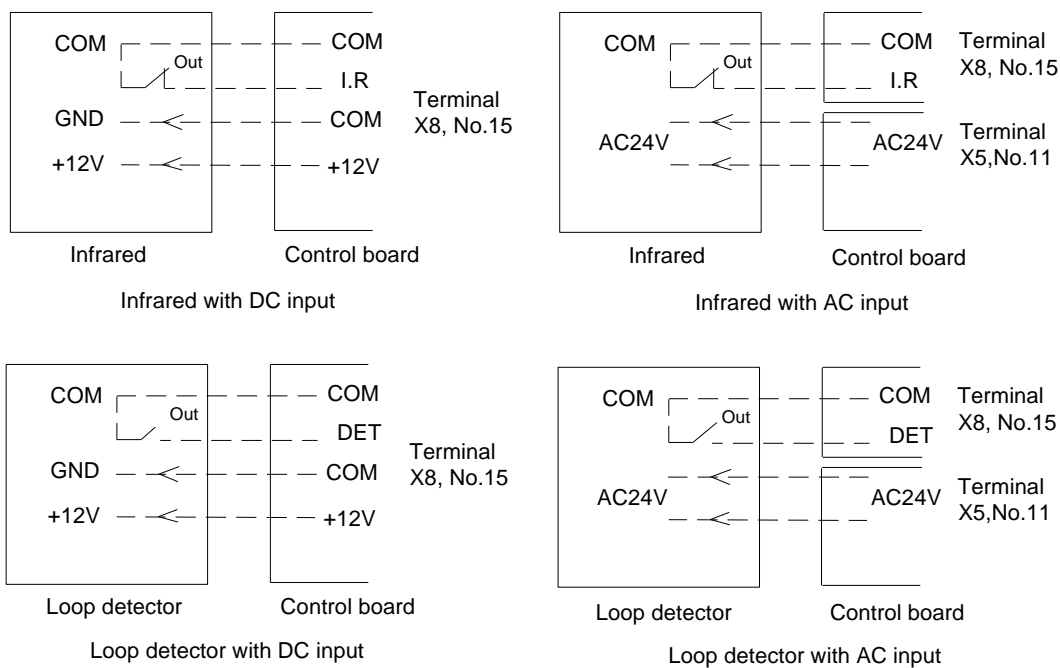 COM COM
Out
I.R
GND COM
+12V +12V
Terminal
X8, No.15
Infrared Control board
Infrared with DC input
COM COM
Out
I.R
Terminal
X8, No.15
AC24V AC24V
Terminal
X5,No.11
Infrared Control board
Infrared with AC input
COM COM
Out
DET
GND COM
+12V +12V
Terminal
X8, No.15
Loop detector Control board
Loop detector with DC input
COM COM
Out
DET
Terminal
X8, No.15
AC24V AC24V
Terminal
X5,No.11
Loop detector Control board
Loop detector with AC input